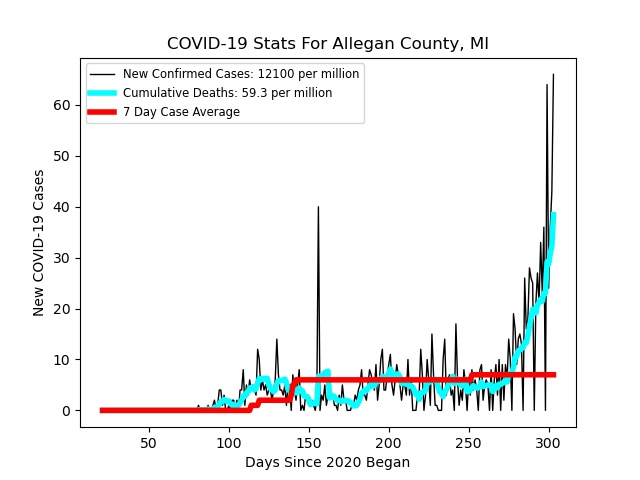 COVID-19 Stats For Allegan County, MI
New Confirmed Cases: 12100 per million
Cumulative Deaths: 59.3 per million
7 Day Case Average
New COVID-19 Cases
60
50
40
30
20
10
0
50 100 150 200 250 300
Days Since 2020 Began